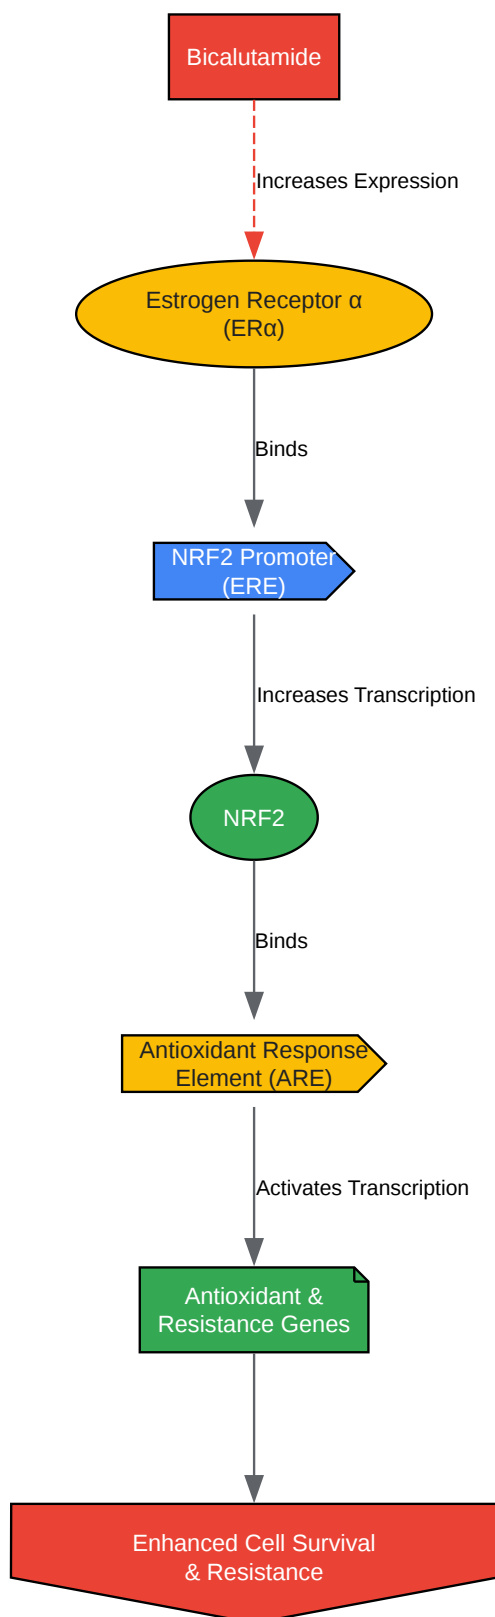 Bicalutamide
Increases Expression
Estrogen Receptor α
(ERα)
Binds
NRF2 Promoter
(ERE)
Increases Transcription
NRF2
Binds
Antioxidant Response
Element (ARE)
Activates Transcription
Antioxidant &
Resistance Genes
Enhanced Cell Survival
& Resistance